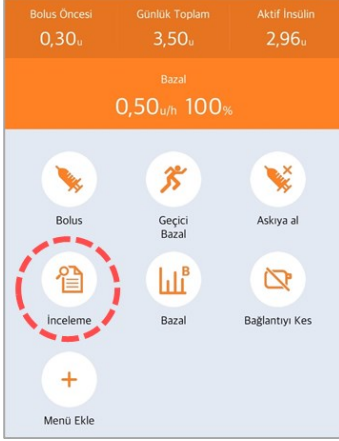 Bolus Öncesi Günlük Toplam Aktif İnsülin
0,30u 3,50u 2,96u
Bazal
0,50u/h 100%
Bolus Geçici Bazal Askıya al
B
İnceleme Bazal Bağlantıyı Kes
Menü Ekle